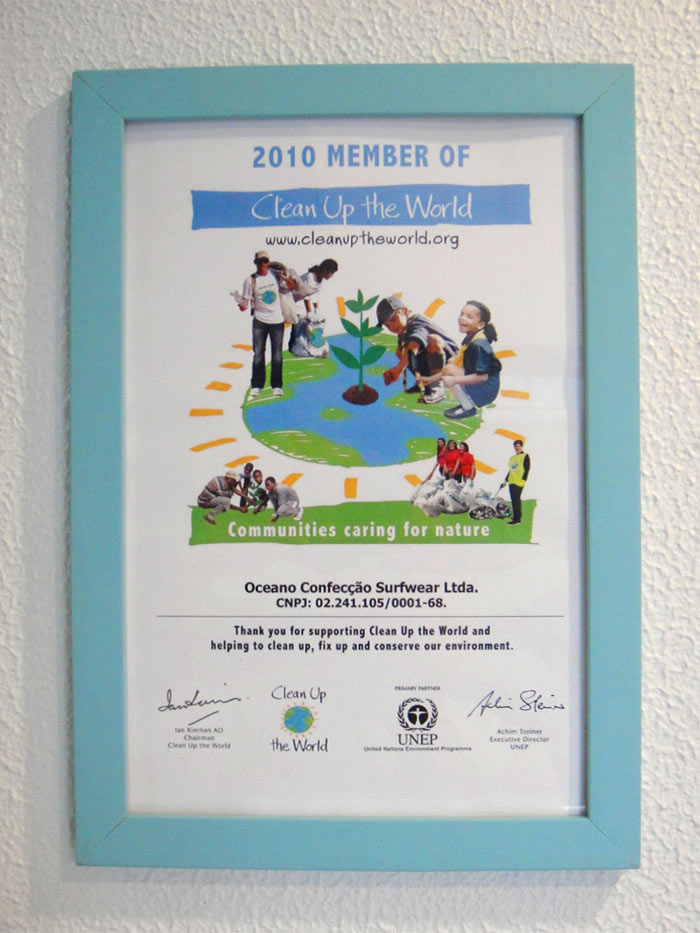 2010 MEMBER OF
Clean Up the World
www.cleanuptheworld.org
Communities caring for nature
Oceano Confecção Surfwear Ltda.
CNPJ: 02.241.105/0001-68.
Thank you for supporting Clean Up the World and
helping to clean up, fix up and conserve our environment.
Ian Kiernan AO
Chairman
Clean Up the World
Clean Up
the World
PRIMARY PARTNER
UNEP
United Nations Environment Programme
Achim Steiner
Achim Steiner
Executive Director
UNEP